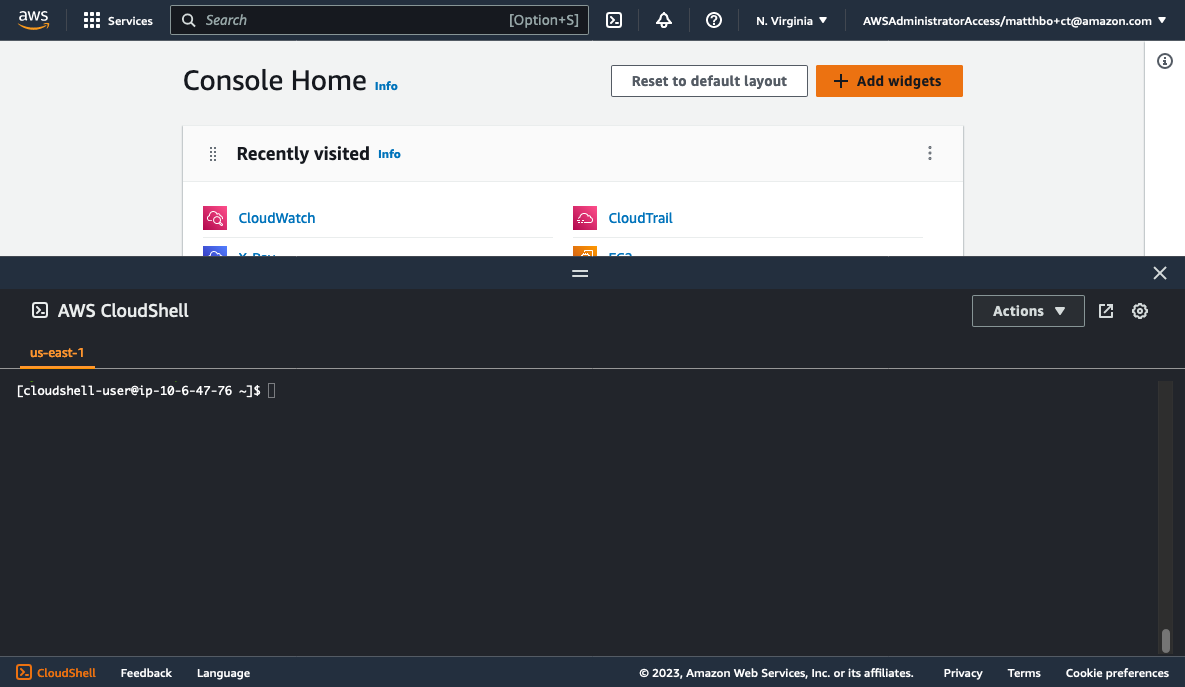 aws Services Search [Option+S] N. Virginia ▼ AWSAdministratorAccess/matthbo+ct@amazon.com ▼
Console Home Info Reset to default layout + Add widgets
Recently visited Info
CloudWatch CloudTrail
X-Ray EC2
AWS CloudShell Actions ▼
us-east-1
[cloudshell-user@ip-10-6-47-76 ~]$
CloudShell Feedback Language © 2023, Amazon Web Services, Inc. or its affiliates. Privacy Terms Cookie preferences